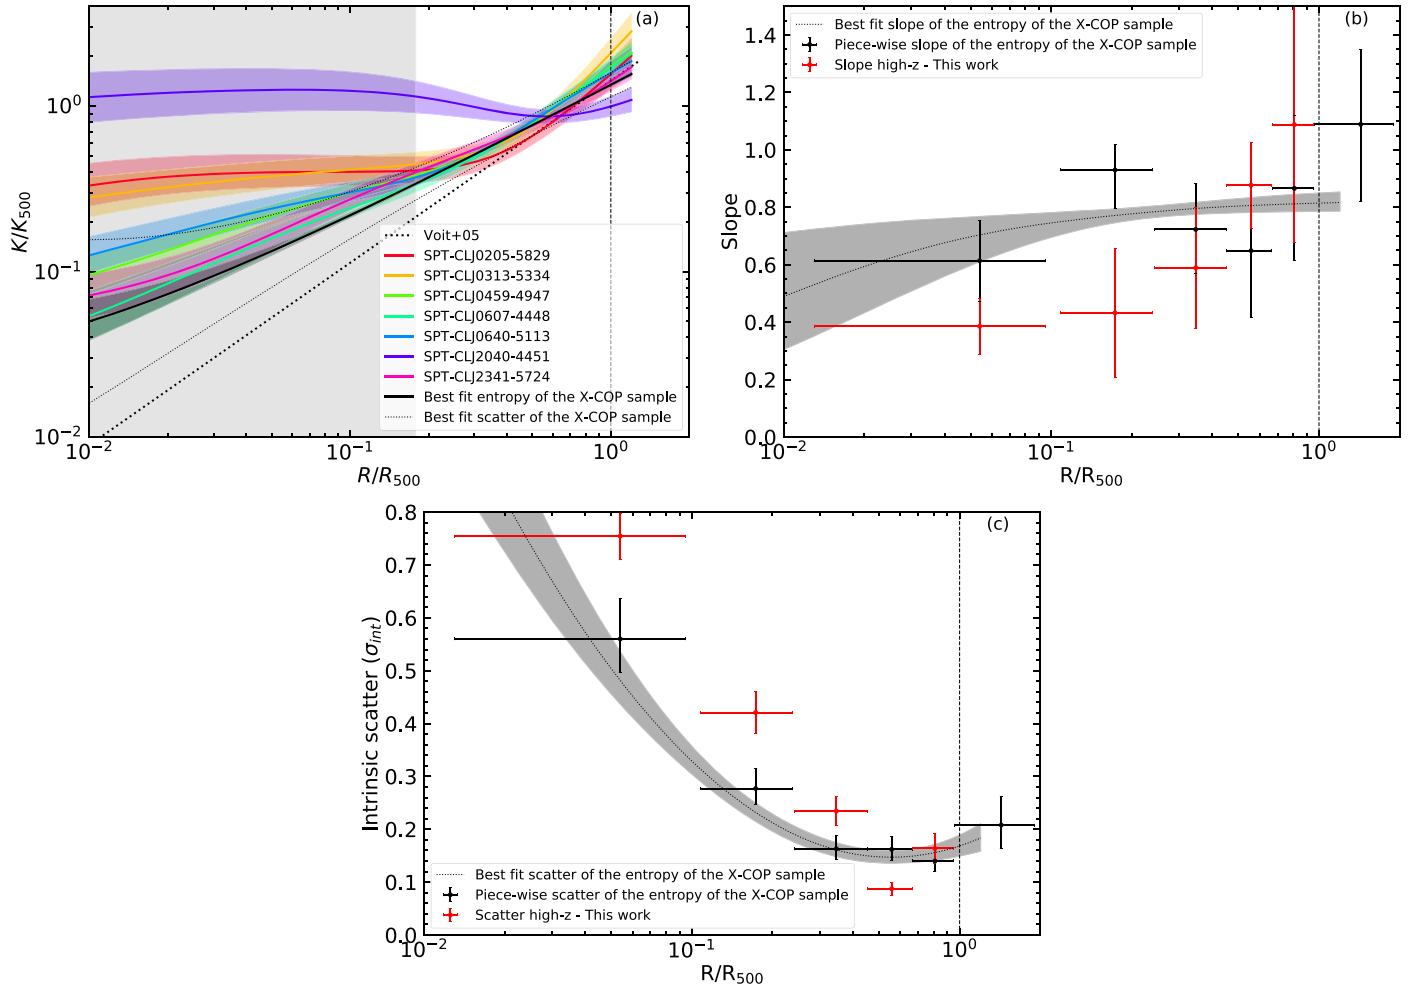 (a)
K/K500
10^0
10^-1
10^-2
Voit+05
SPT-CLJ0205-5829
SPT-CLJ0313-5334
SPT-CLJ0459-4947
SPT-CLJ0607-4448
SPT-CLJ0640-5113
SPT-CLJ2040-4451
SPT-CLJ2341-5724
Best fit entropy of the X-COP sample
Best fit scatter of the X-COP sample
10^-2
10^-1
10^0
R/R500
(b)
Best fit slope of the entropy of the X-COP sample
Piece-wise slope of the entropy of the X-COP sample
Slope high-z - This work
Slope
1.4
1.2
1.0
0.8
0.6
0.4
0.2
0.0
10^-2
10^-1
10^0
R/R500
(c)
Intrinsic scatter (σint)
0.8
0.7
0.6
0.5
0.4
0.3
0.2
0.1
0.0
Best fit scatter of the entropy of the X-COP sample
Piece-wise scatter of the entropy of the X-COP sample
Scatter high-z - This work
10^-2
10^-1
10^0
R/R500